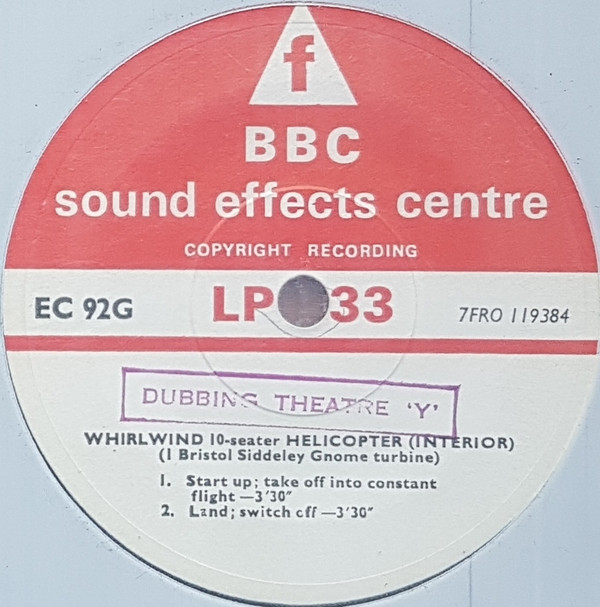 f
BBC
sound effects centre
COPYRIGHT RECORDING
EC 92G LP 33 7FRO 119384
DUBBING THEATRE ‘Y’
WHIRLWIND 10-seater HELICOPTER (INTERIOR)
(1 Bristol Siddeley Gnome turbine)
1. Start up; take off into constant
flight —3’30”
2. Land; switch off —3’30”